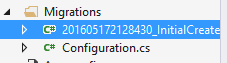 Migrations
C# 201605172128430_InitialCreate
C# Configuration.cs